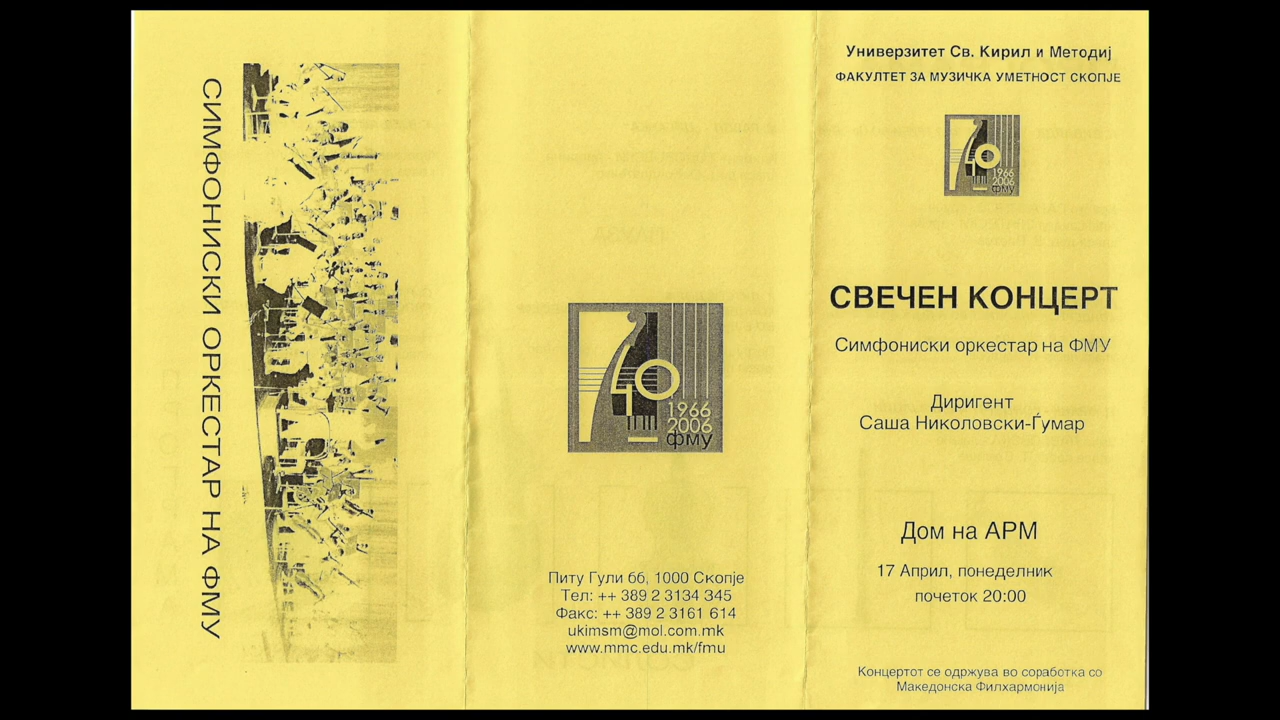 СИМФОНИСКИ ОРКЕСТАР НА ФМУ
40
1966
2006
фму
Питу Гули бб, 1000 Скопје
Тел: ++ 389 2 3134 345
Факс: ++ 389 2 3161 614
ukimsm@mol.com.mk
www.mmc.edu.mk/fmu
Универзитет Св. Кирил и Методиј
ФАКУЛТЕТ ЗА МУЗИЧКА УМЕТНОСТ СКОПЈЕ
40
1966
2006
фму
СВЕЧЕН КОНЦЕРТ
Симфониски оркестар на ФМУ
Диригент
Саша Николовски-Ѓумар
Дом на АРМ
17 Април, понеделник
почеток 20:00
Концертот се одржува во соработка со
Македонска Филхармонија